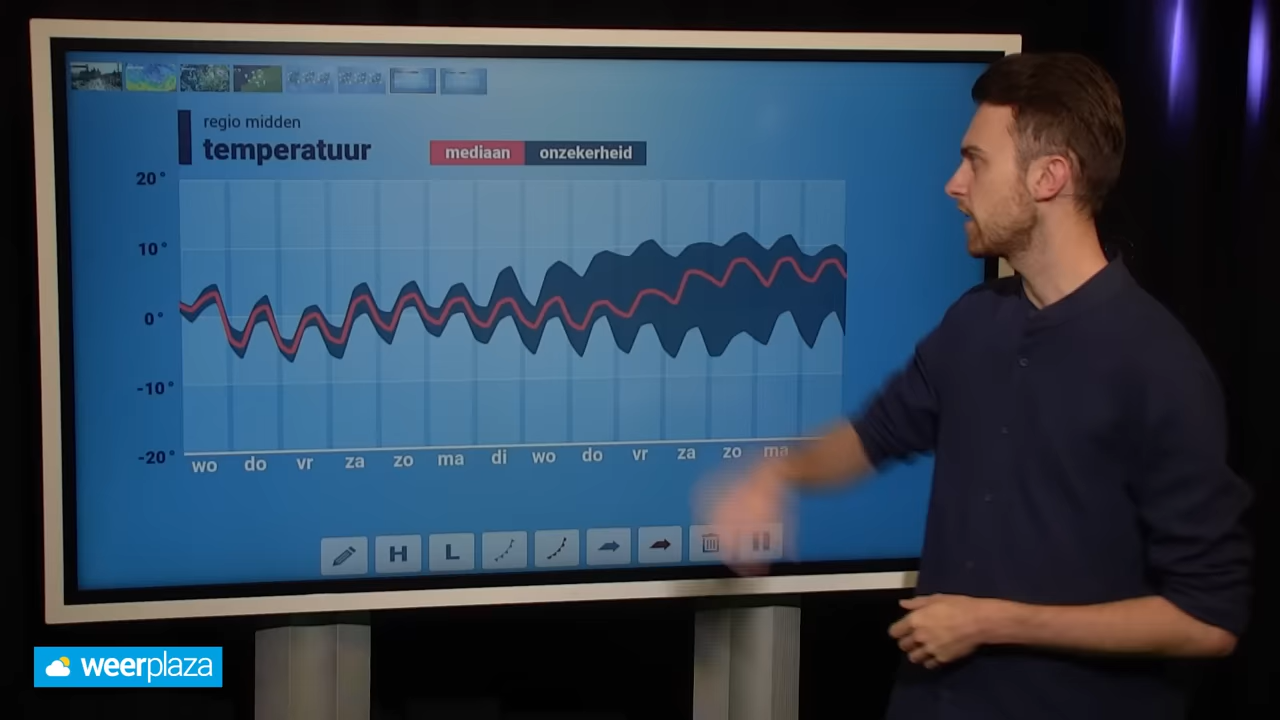 regio midden
temperatuur
mediaan onzekerheid
20°
10°
0°
-10°
-20°
wo do vr za zo ma di wo do vr za zo ma
H L
weerplaza